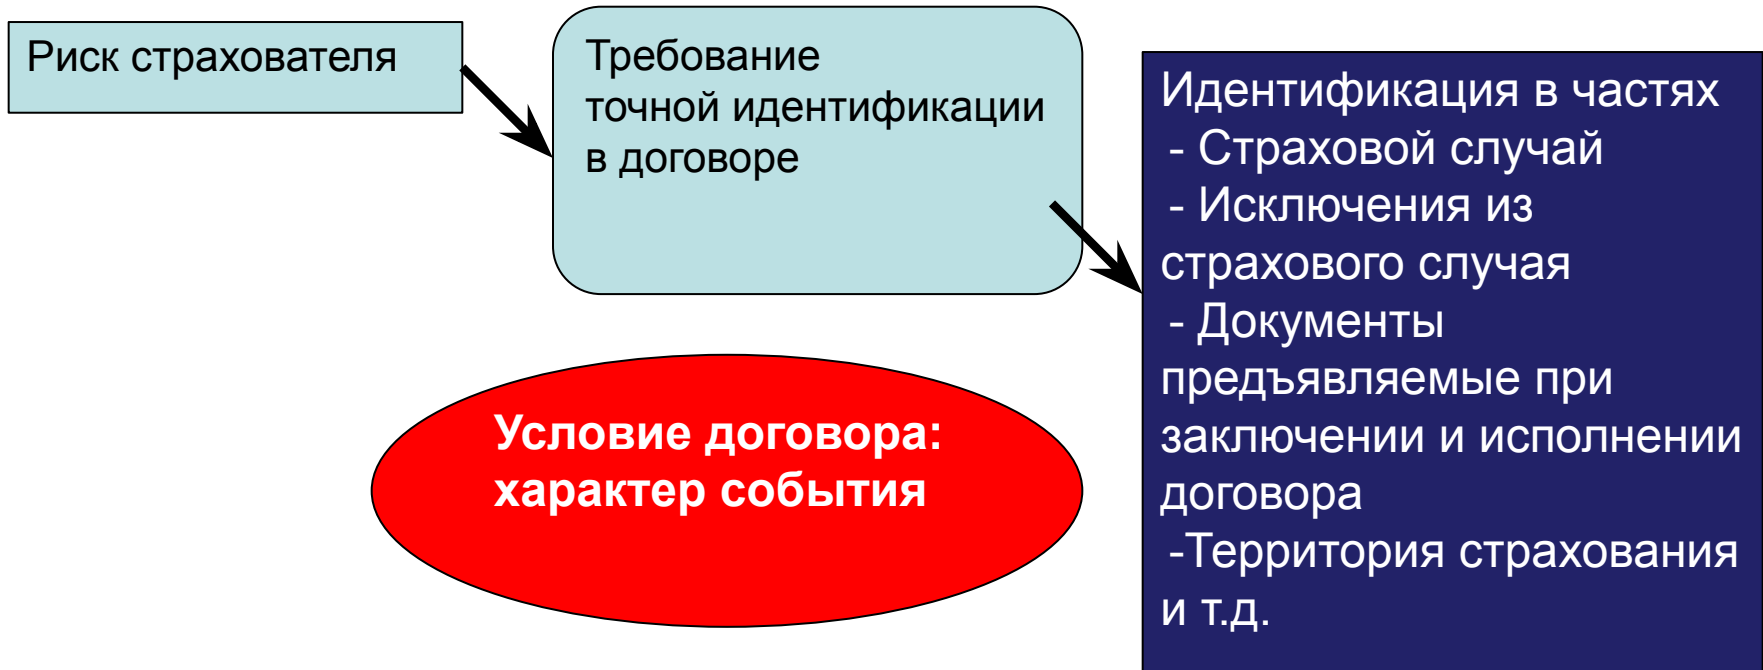 Риск страхователя
Требование
точной идентификации
в договоре
Идентификация в частях
- Страховой случай
- Исключения из
страхового случая
- Документы
предъявляемые при
заключении и исполнении
договора
-Территория страхования
и т.д.
Условие договора:
характер события